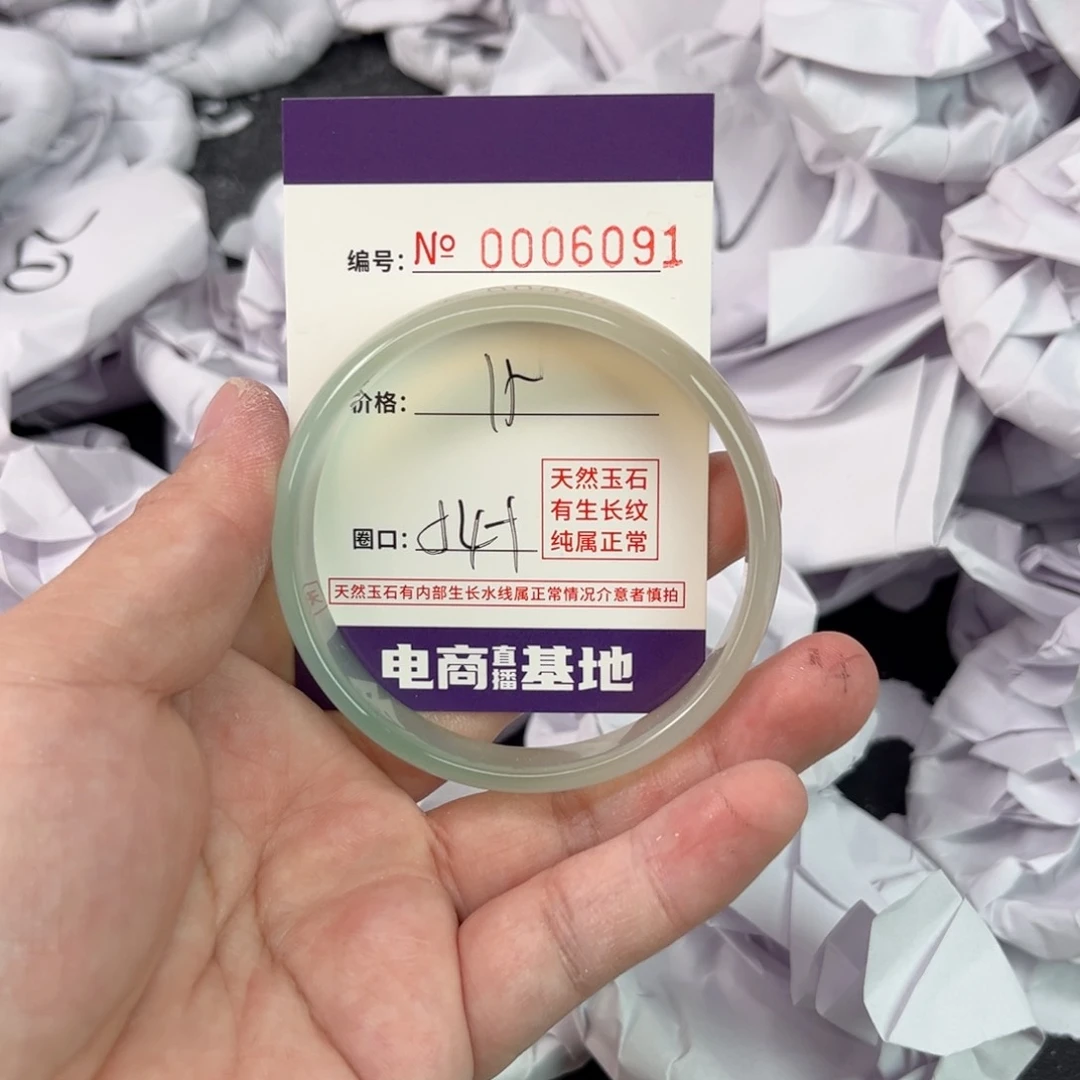 编号: № 0006091
价格: 15
圈口:
天然玉石
有生长纹
纯属正常
天然玉石有内部生长水线属正常情况介意者慎拍
电商直播基地